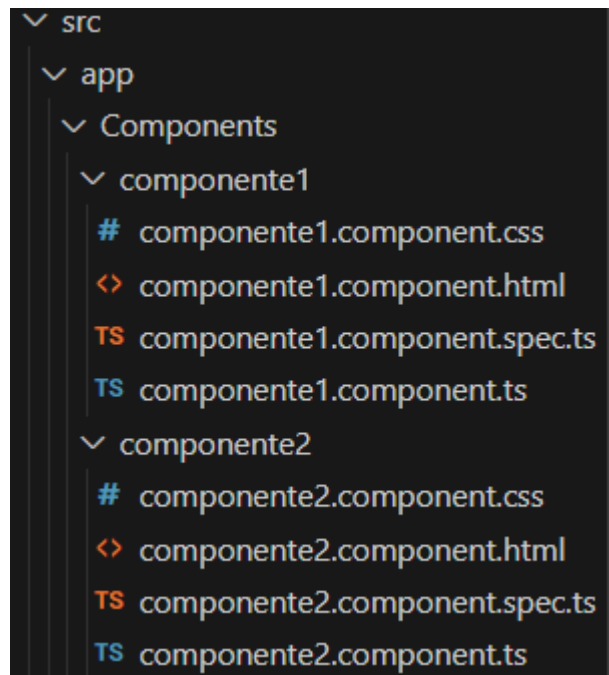 src
app
Components
componente1
# componente1.component.css
<> componente1.component.html
TS componente1.component.spec.ts
TS componente1.component.ts
componente2
# componente2.component.css
<> componente2.component.html
TS componente2.component.spec.ts
TS componente2.component.ts